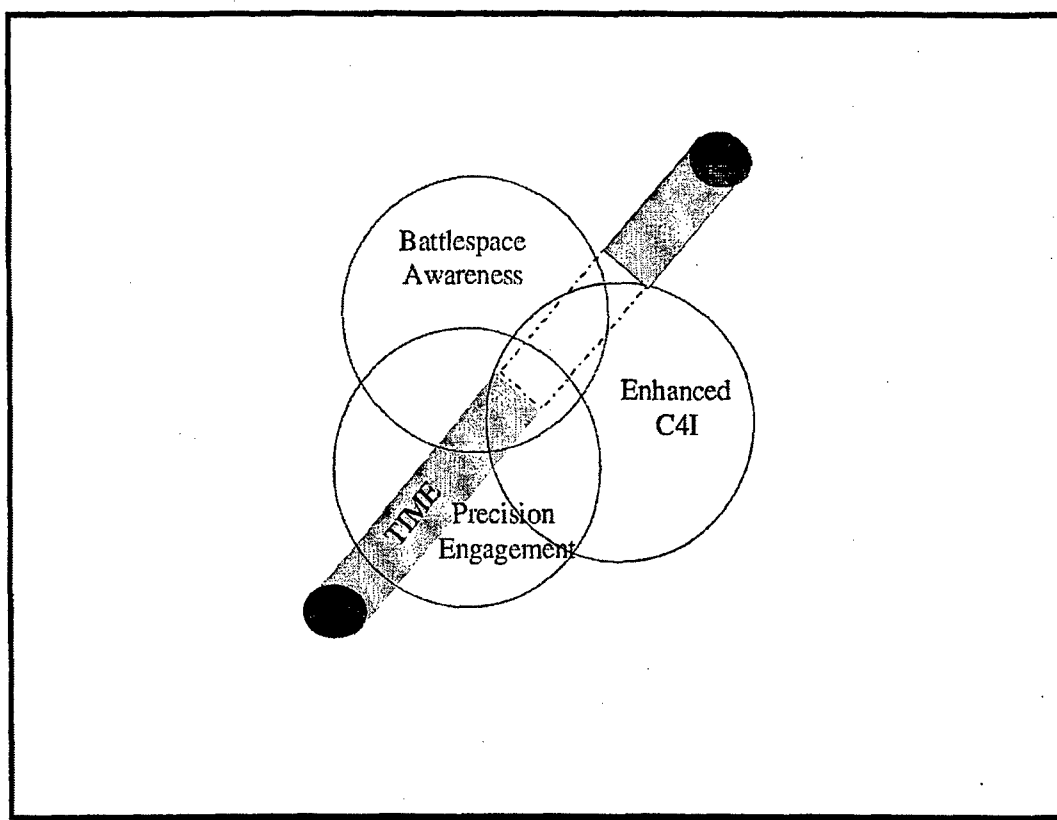 Battlespace
Awareness
Enhanced
C4I
TIME
Precision
Engagement